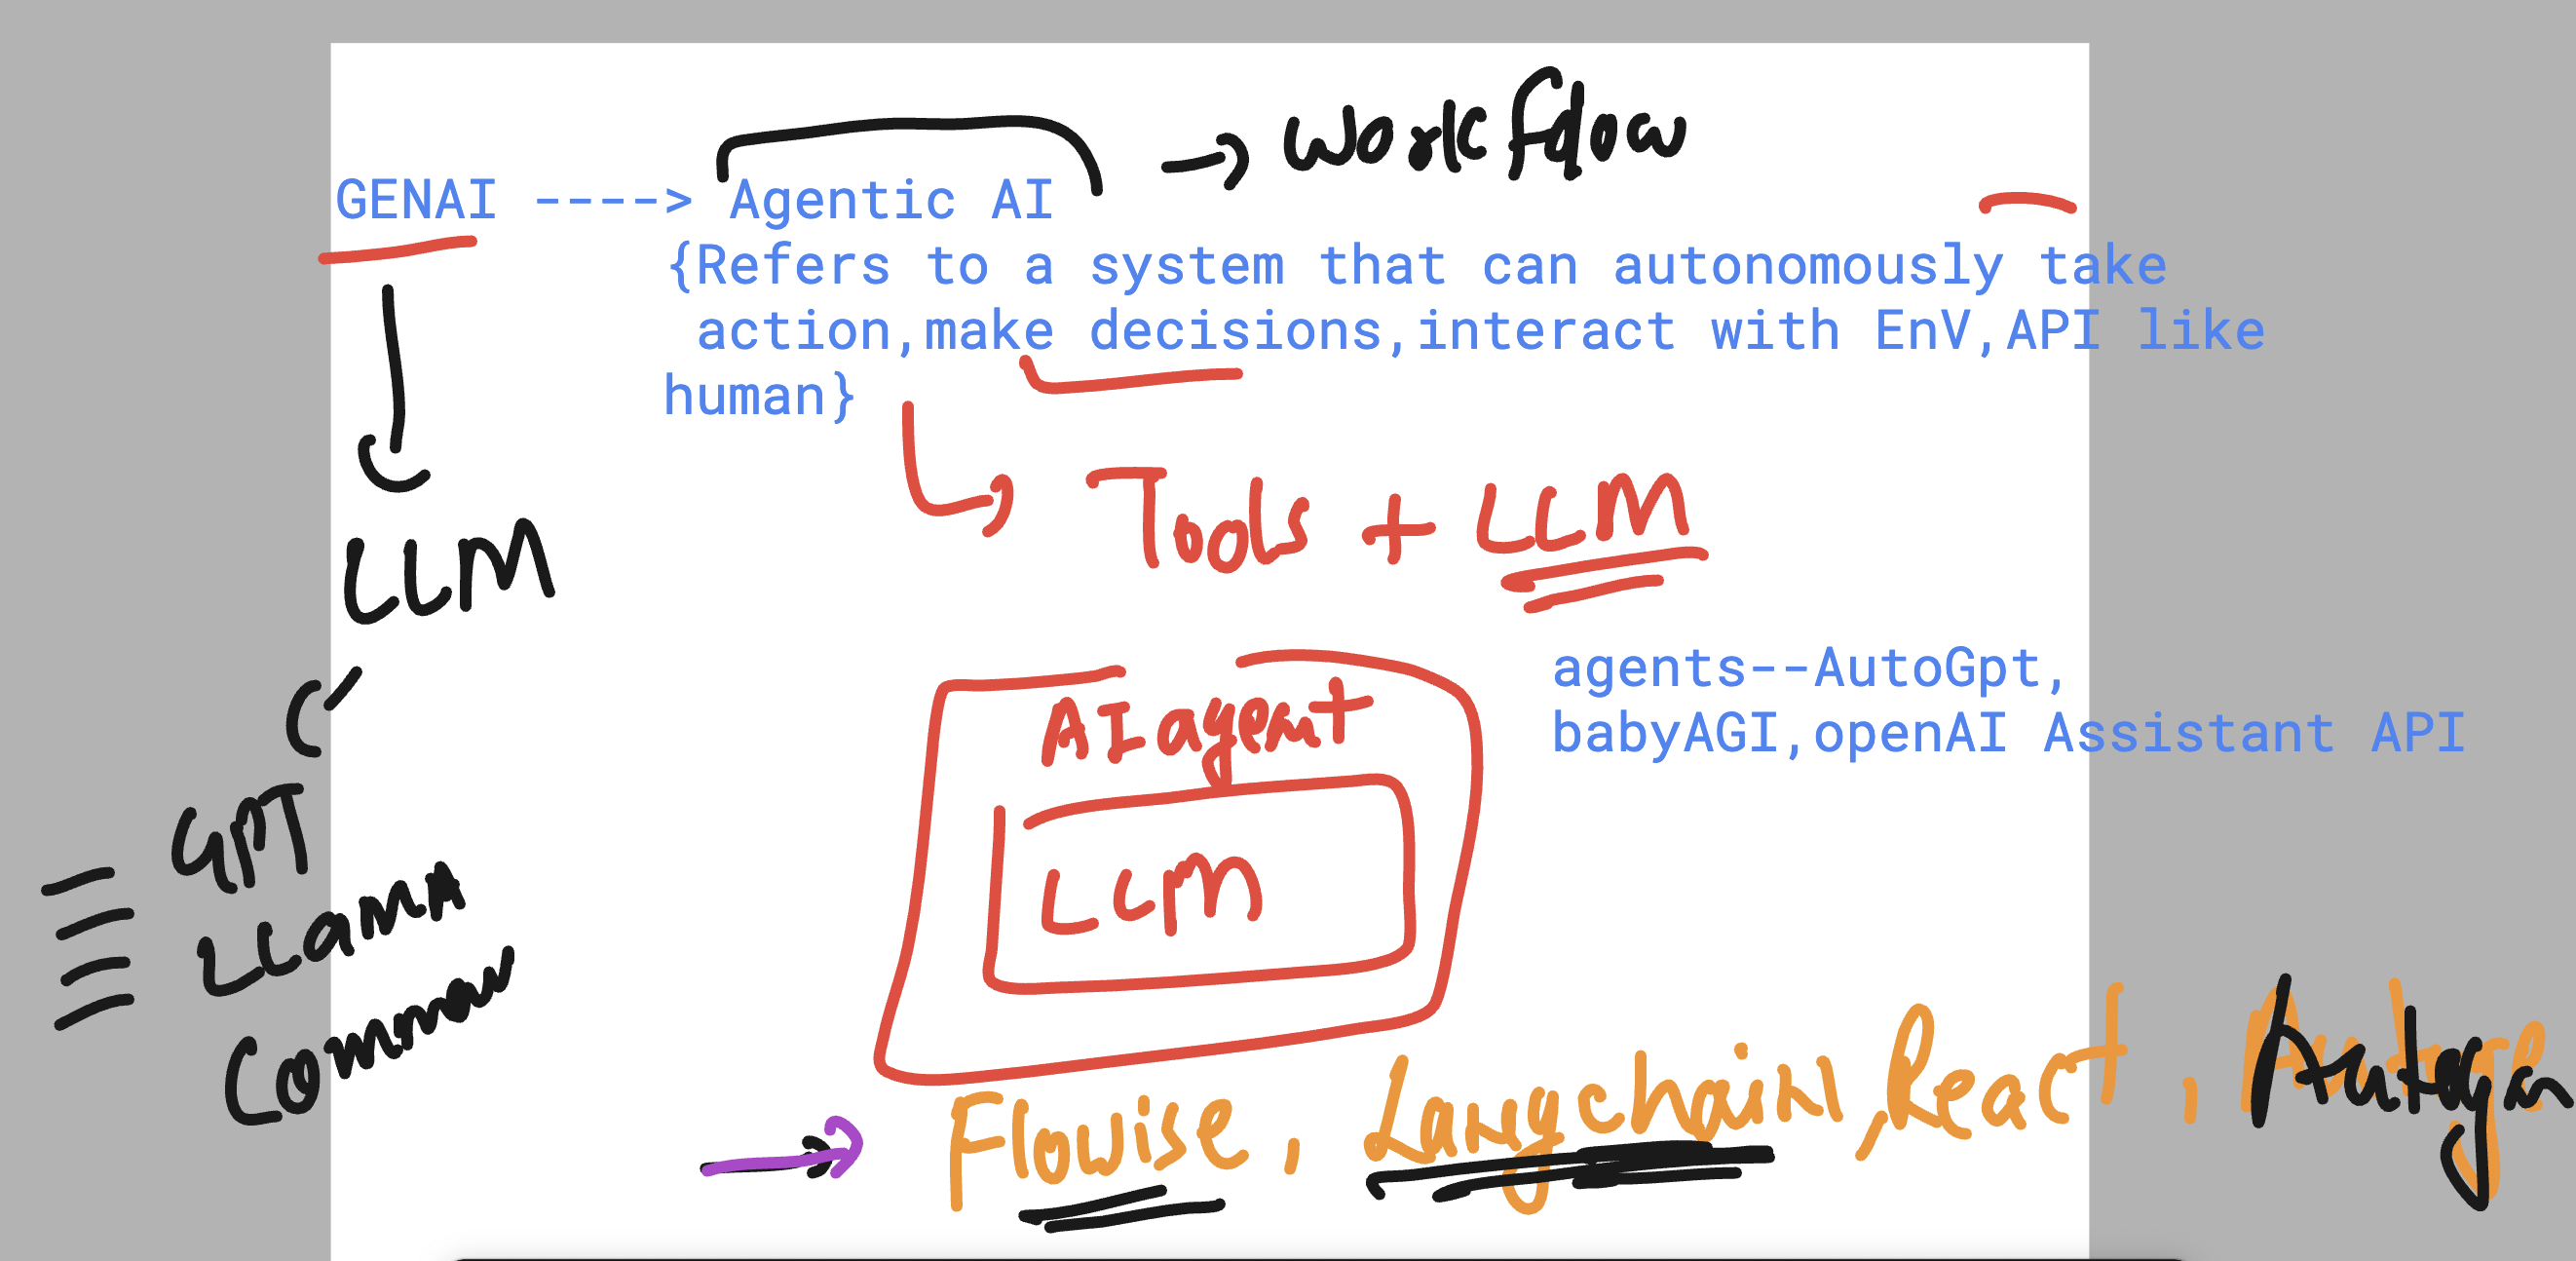 → Workflow
GENAI ----> Agentic AI
{Refers to a system that can autonomously take
action,make decisions,interact with EnV,API like
human}
Tools + LLM
LLM
agents--AutoGpt,
babyAGI,openAI Assistant API
AI agent
LLM
GPT
LLaMA
Flowise, Langchain, React, Autogen